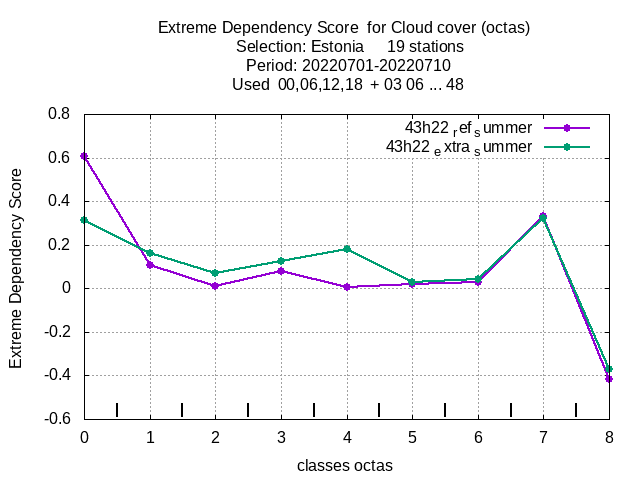 Extreme Dependency Score  for Cloud cover (octas)
Selection: Estonia     19 stations
Period: 20220701-20220710
Used  00,06,12,18  + 03 06 ... 48
43h22 ref summer
43h22 extra summer
Extreme Dependency Score
0.8
0.6
0.4
0.2
0
-0.2
-0.4
-0.6
0 1 2 3 4 5 6 7 8
classes octas